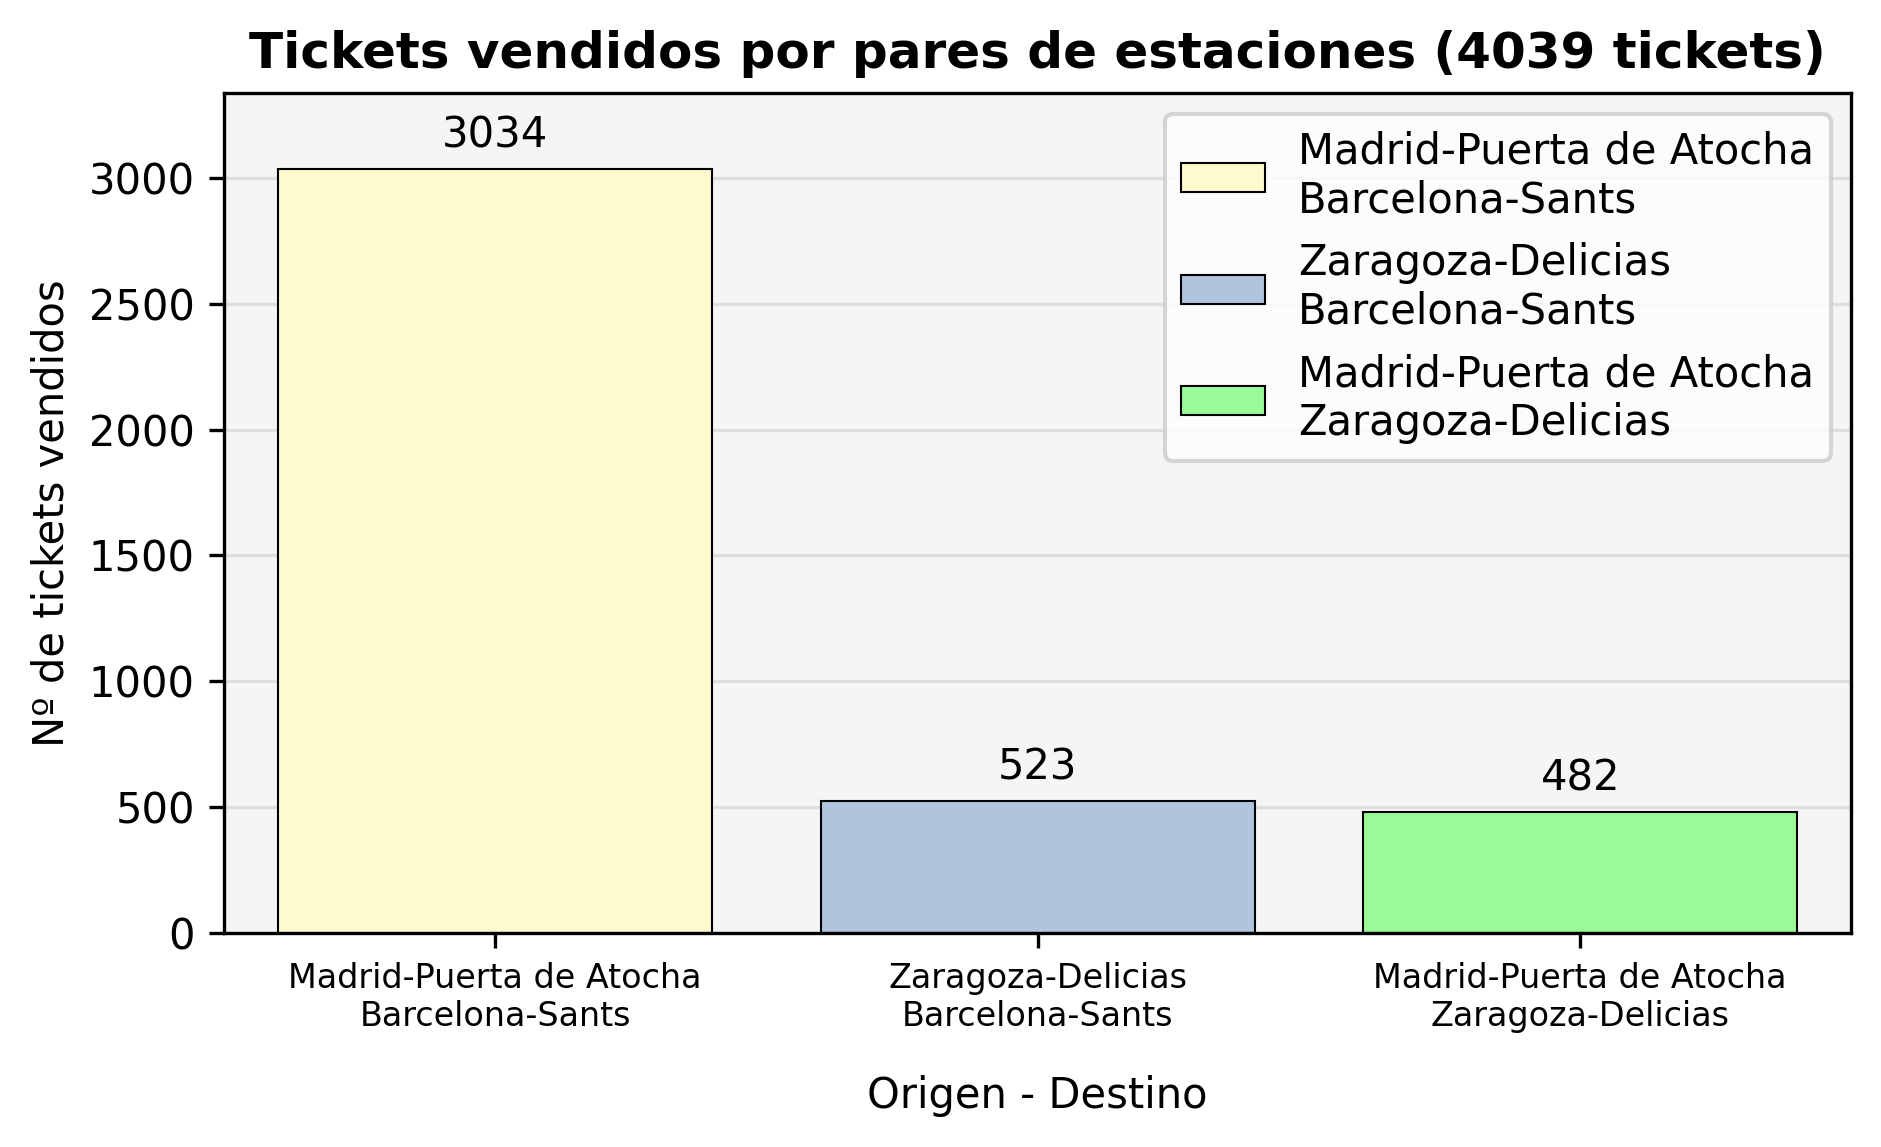 Tickets vendidos por pares de estaciones (4039 tickets)
Nº de tickets vendidos
3000
2500
2000
1500
1000
500
0
3034
523
482
Madrid-Puerta de Atocha
Barcelona-Sants
Zaragoza-Delicias
Barcelona-Sants
Madrid-Puerta de Atocha
Zaragoza-Delicias
Madrid-Puerta de Atocha
Barcelona-Sants
Zaragoza-Delicias
Barcelona-Sants
Madrid-Puerta de Atocha
Zaragoza-Delicias
Origen - Destino